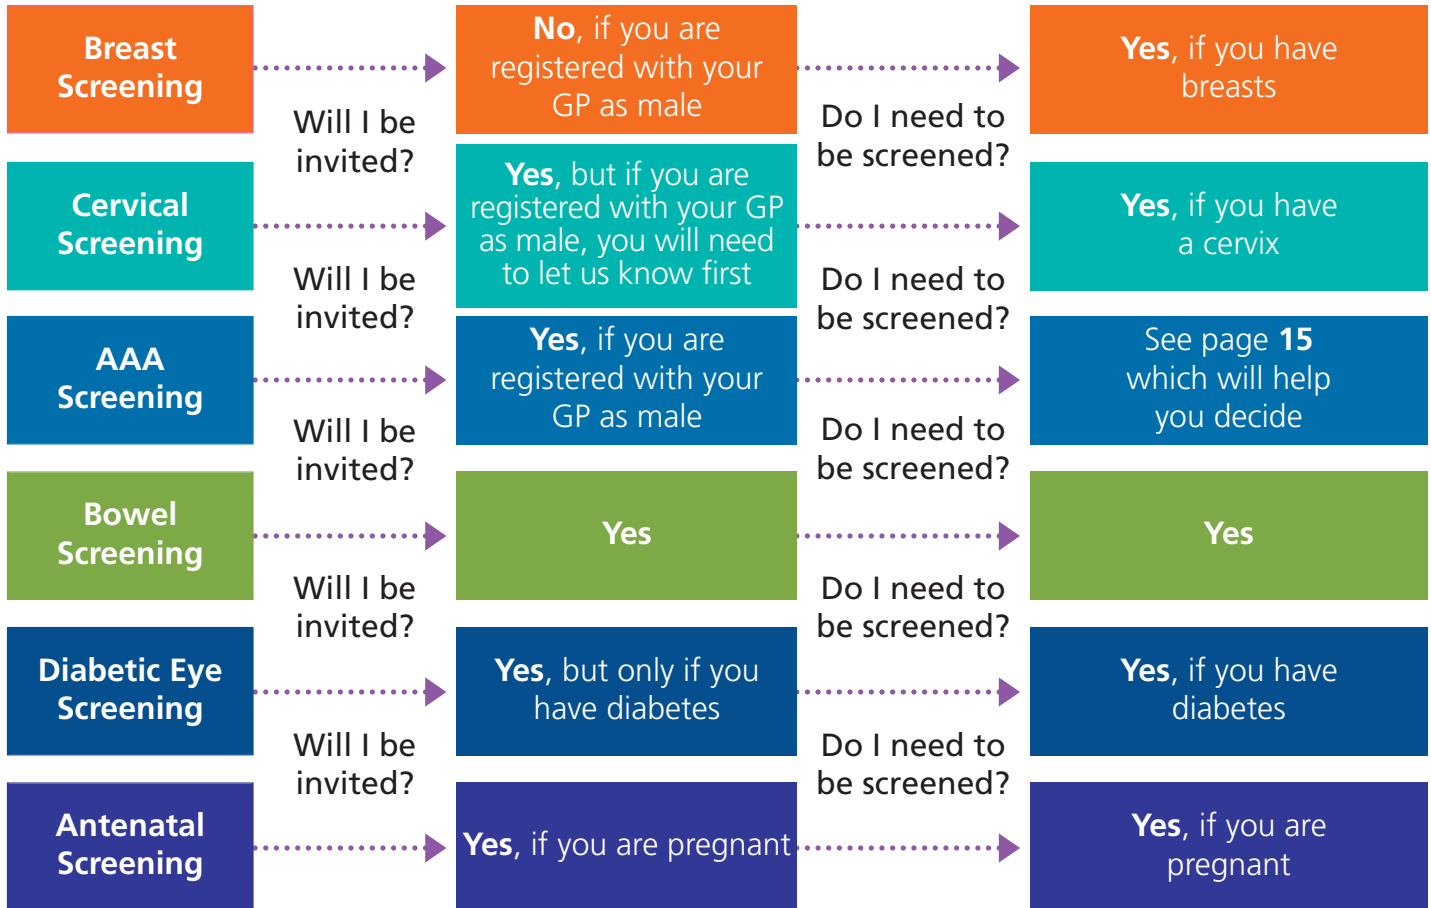 Breast
Screening
Will I be
invited?
No, if you are
registered with your
GP as male
Do I need to
be screened?
Yes, if you have
breasts
Cervical
Screening
Will I be
invited?
Yes, but if you are
registered with your GP
as male, you will need
to let us know first
Do I need to
be screened?
Yes, if you have
a cervix
AAA
Screening
Will I be
invited?
Yes, if you are
registered with your
GP as male
Do I need to
be screened?
See page 15
which will help
you decide
Bowel
Screening
Will I be
invited?
Yes
Do I need to
be screened?
Yes
Diabetic Eye
Screening
Will I be
invited?
Yes, but only if you
have diabetes
Do I need to
be screened?
Yes, if you have
diabetes
Antenatal
Screening
Yes, if you are pregnant
Yes, if you are
pregnant